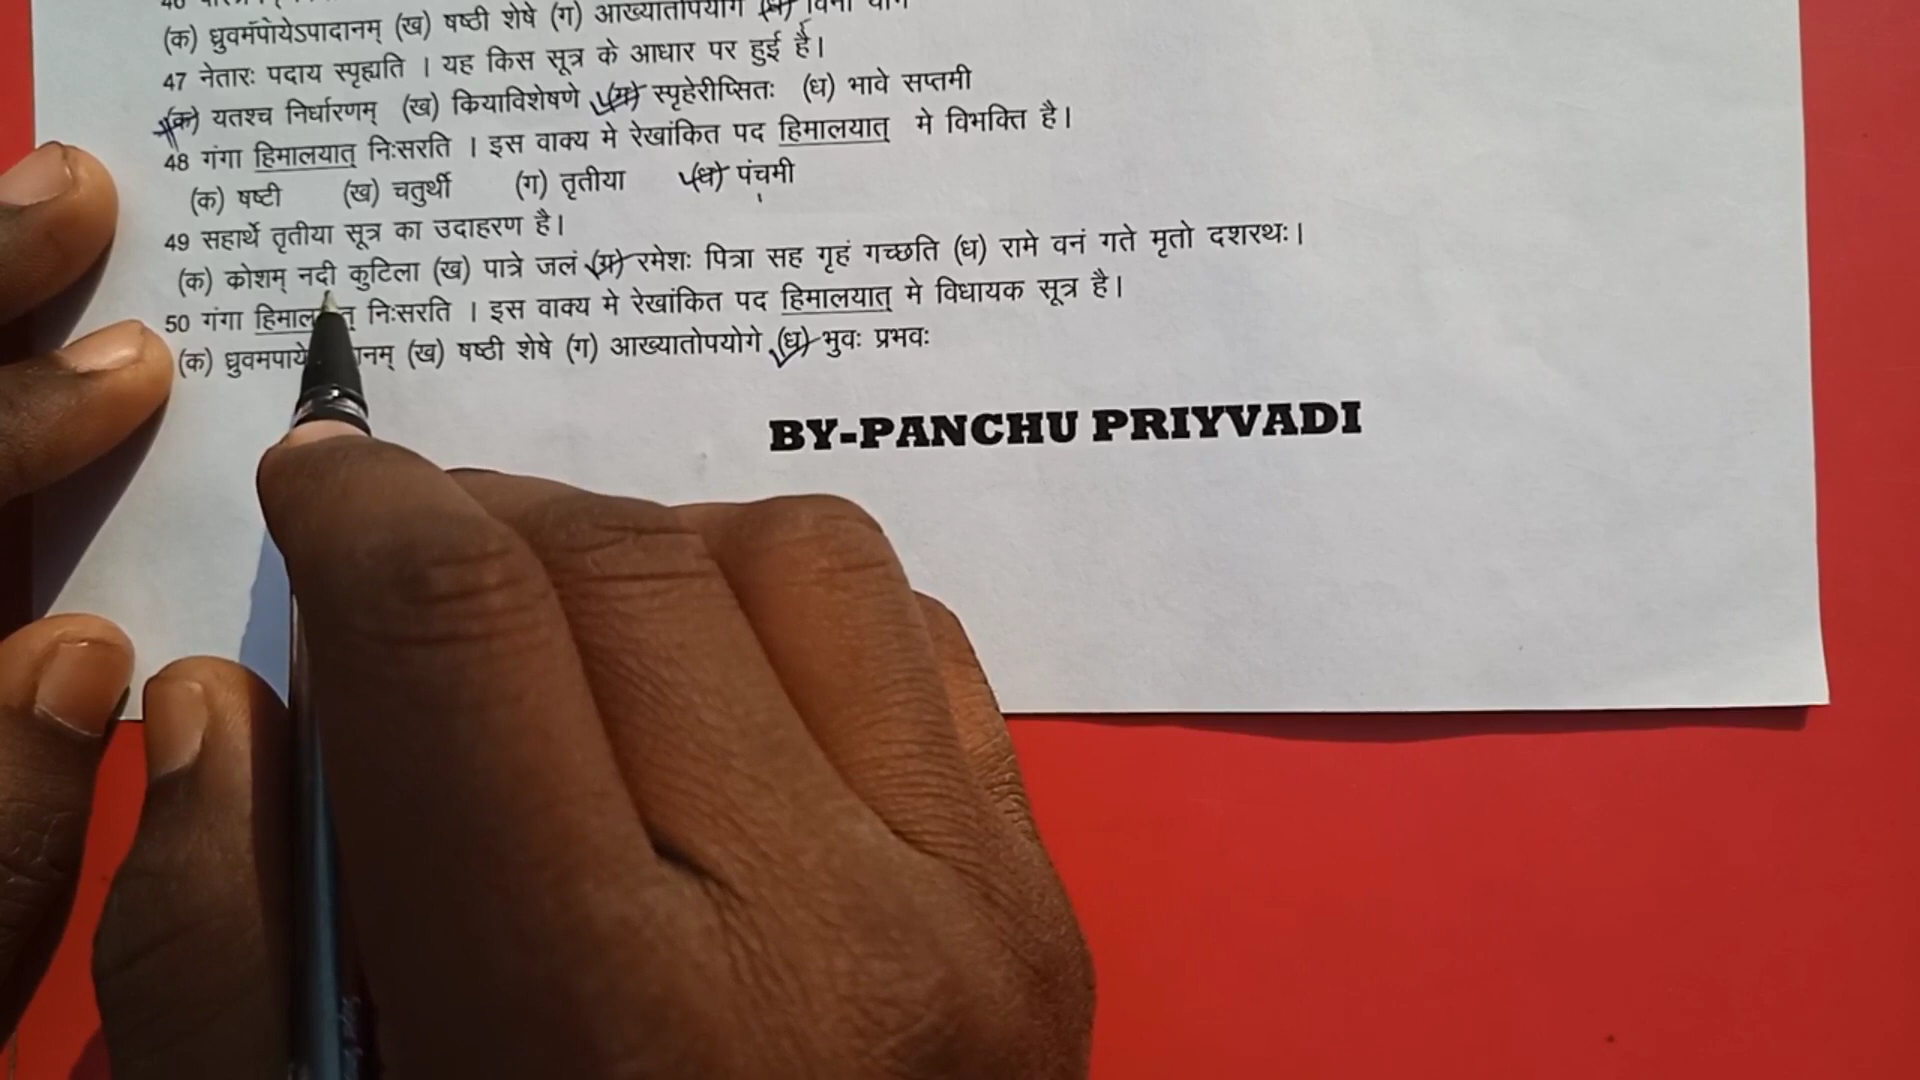 (क) ध्रुवमॅपोयेऽपादानम् (ख) षष्ठी शेषे (ग) आख्यातोपयोगे (ध) विना योगे
47 नेतारः पदाय स्पृह्यति । यह किस सूत्र के आधार पर हुई है।
(क) यतश्च निर्धारणम् (ख) कियाविशेषणे (ग) स्पृहेरीप्सितः (ध) भावे सप्तमी
48 गंगा हिमालयात् निःसरति । इस वाक्य मे रेखांकित पद हिमालयात् मे विभक्ति है।
(क) षष्टी (ख) चतुर्थी (ग) तृतीया (ध) पंचमी
49 सहार्थे तृतीया सूत्र का उदाहरण है।
(क) कोशम् नदी कुटिला (ख) पात्रे जलं (ग) रमेशः पित्रा सह गृहं गच्छति (ध) रामे वनं गते मृतो दशरथः।
50 गंगा निःसरति । इस वाक्य मे रेखांकित पद हिमालयात् मे विधायक सूत्र है।
(क) (ख) षष्ठी शेषे (ग) आख्यातोपयोगे (ध) भुवः प्रभवः
BY-PANCHU PRIYVADI